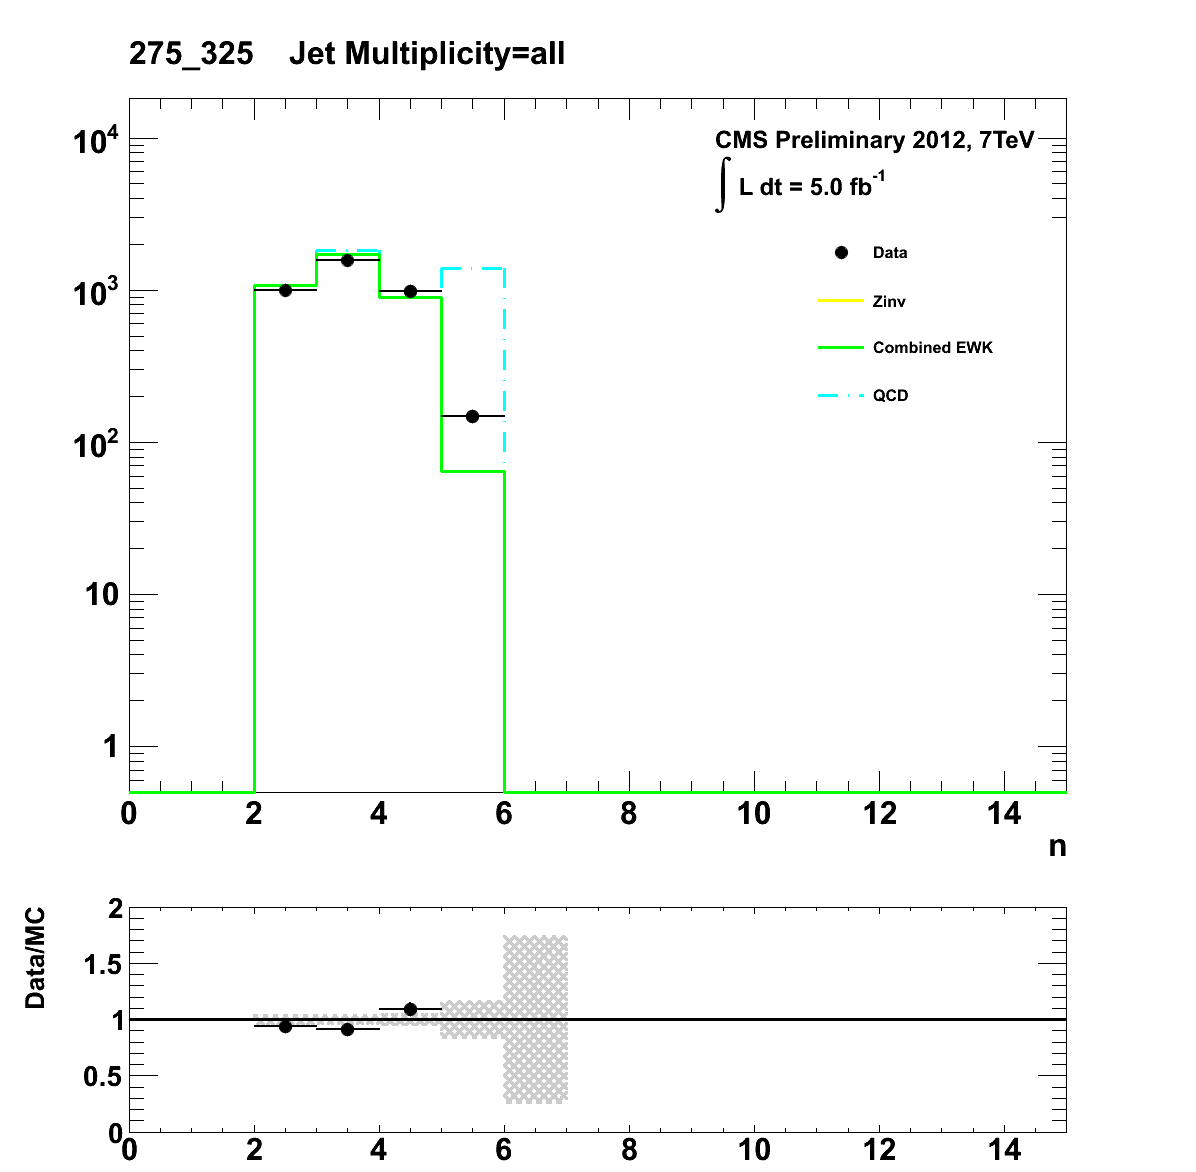 275_325 Jet Multiplicity=all
CMS Preliminary 2012, 7TeV
∫ L dt = 5.0 fb⁻¹
Data
Zinv
Combined EWK
QCD
10⁴
10³
10²
10
1
0 2 4 6 8 10 12 14
n
Data/MC
2
1.5
1
0.5
0
0 2 4 6 8 10 12 14